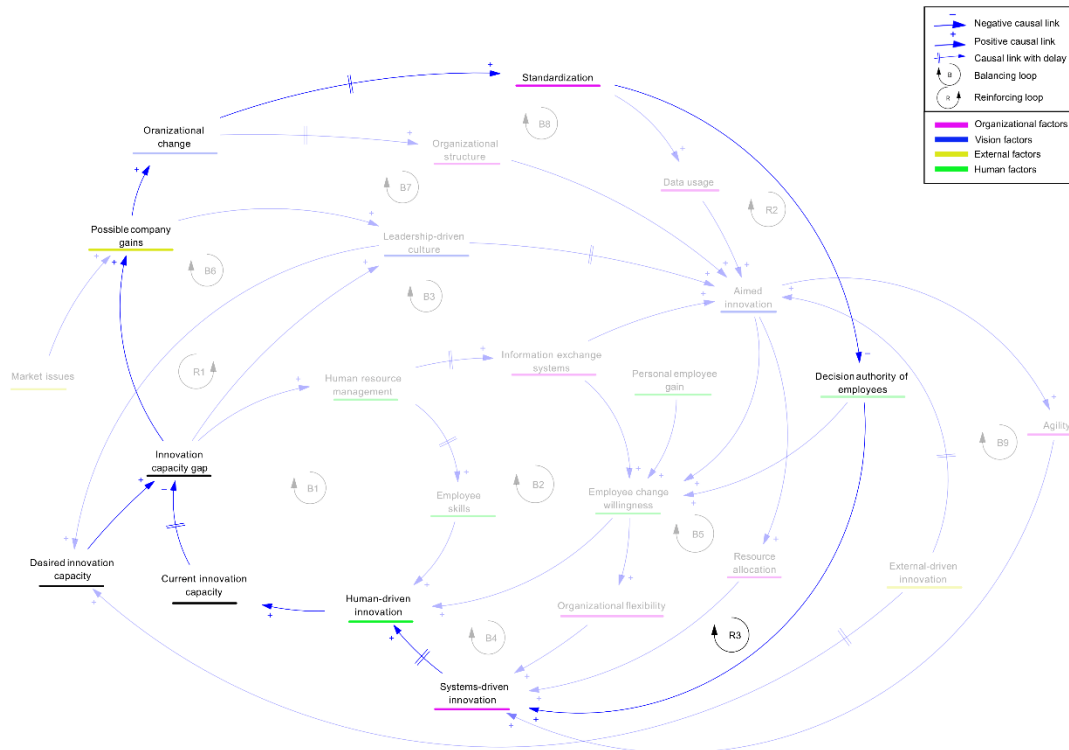 Negative causal link
Positive causal link
Causal link with delay
B
Balancing loop
R
Reinforcing loop
Organizational factors
Vision factors
External factors
Human factors
Standardization
B8
Oranizational
change
Organizational
structure
Data usage
R2
B7
Possible company
gains
Leadership-driven
culture
B6
B3
Aimed
innovation
Market issues
R1
Human resource
management
Information exchange
systems
Personal employee
gain
Decision authority of
employees
Agility
B9
Innovation
capacity gap
B1
Employee
skills
B2
Employee change
willingness
B5
Desired innovation
capacity
Current innovation
capacity
Human-driven
innovation
Organizational flexibility
Resource
allocation
External-driven
innovation
B4
R3
Systems-driven
innovation